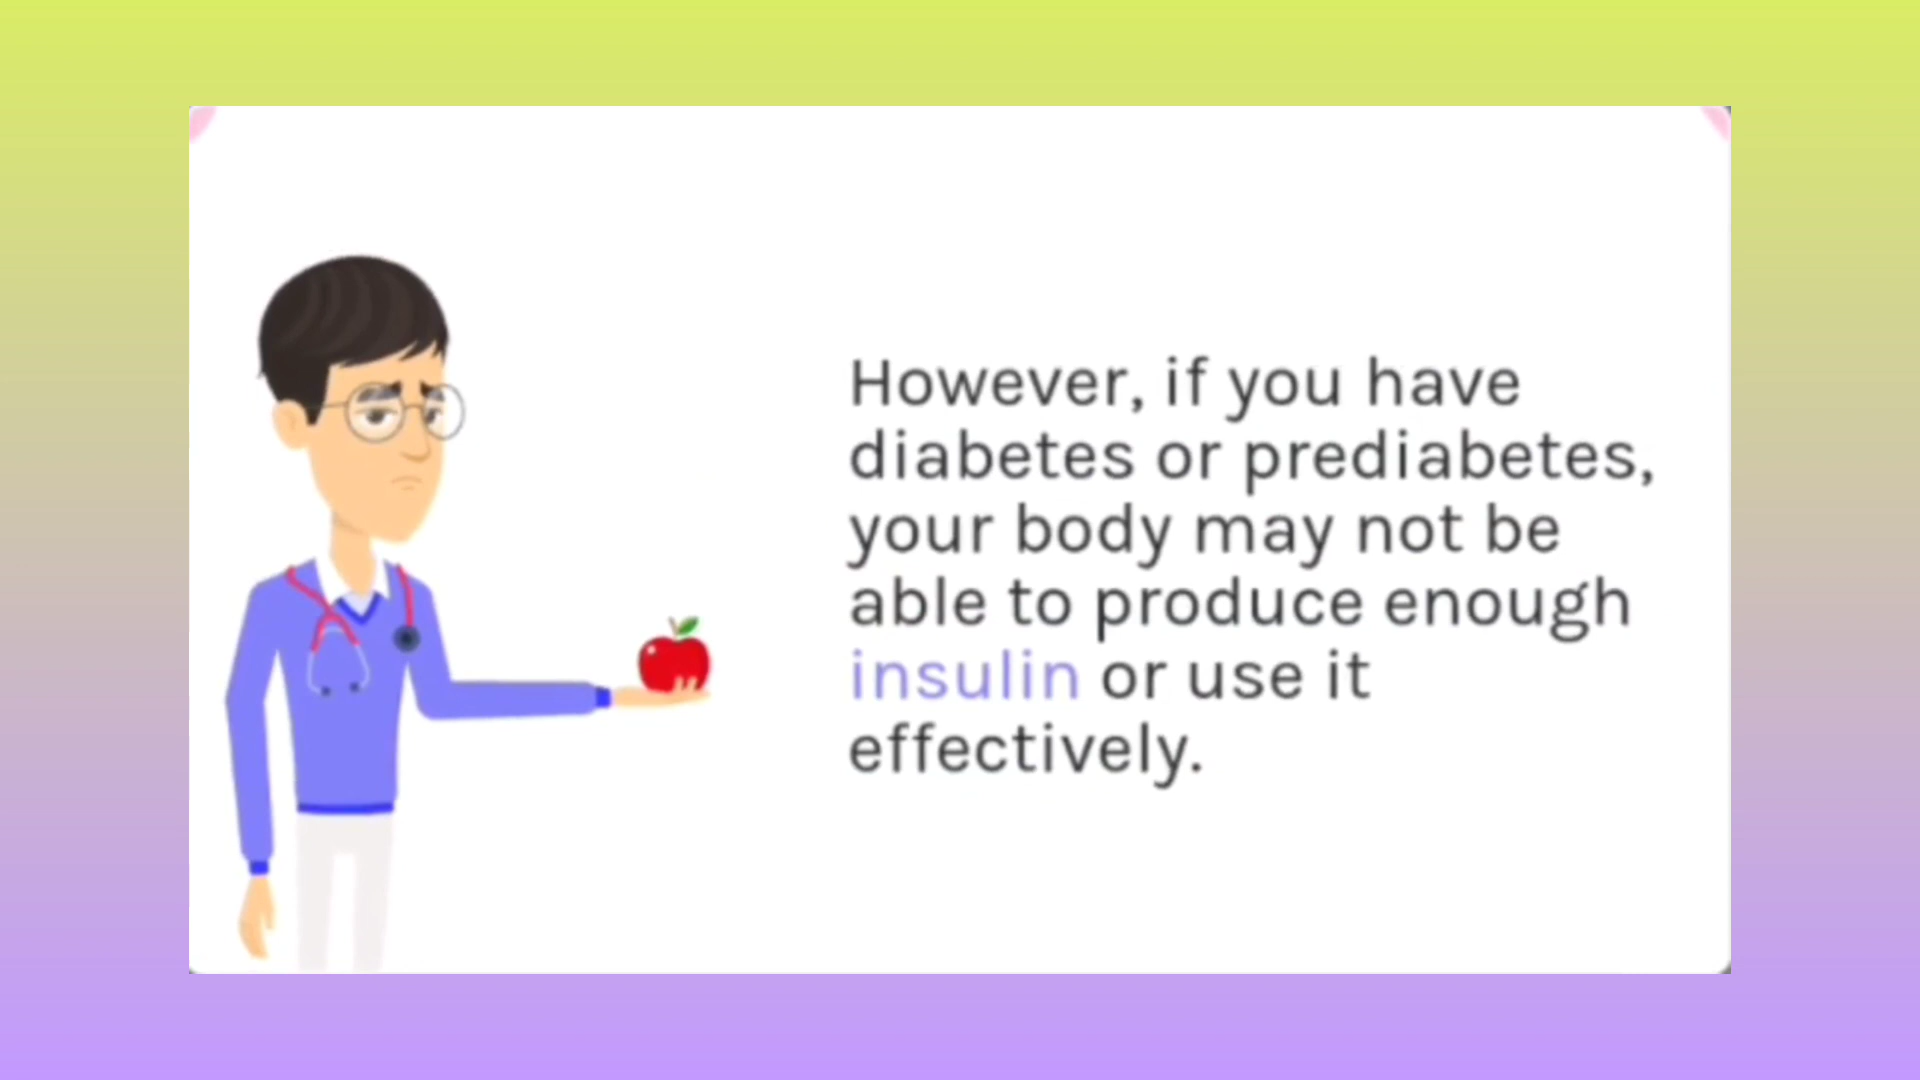 However, if you have
diabetes or prediabetes,
your body may not be
able to produce enough
insulin or use it
effectively.